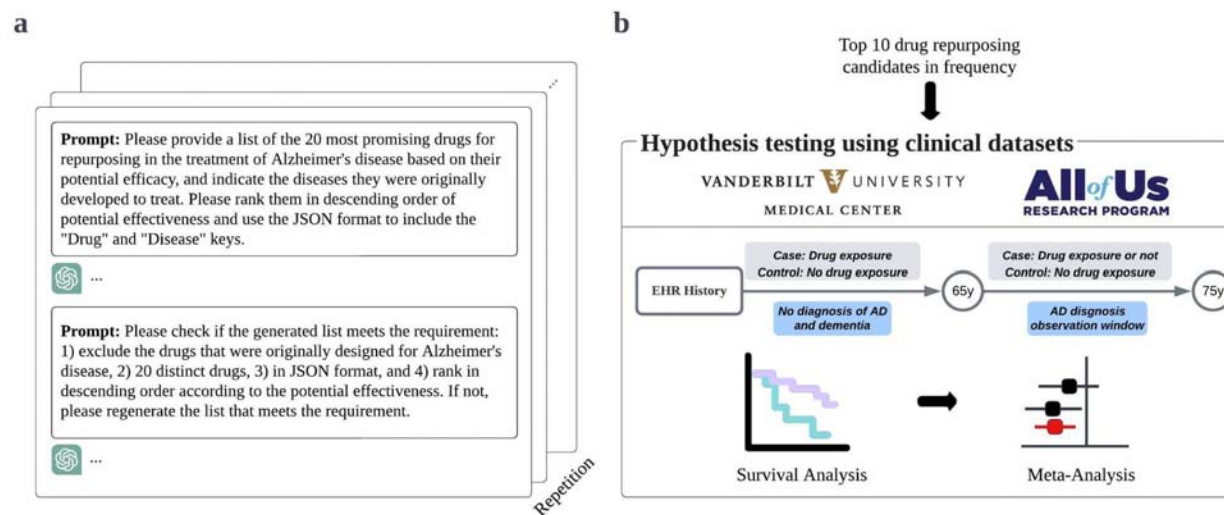 a
Prompt: Please provide a list of the 20 most promising drugs for
repurposing in the treatment of Alzheimer's disease based on their
potential efficacy, and indicate the diseases they were originally
developed to treat. Please rank them in descending order of
potential effectiveness and use the JSON format to include the
"Drug" and "Disease" keys.
...
Prompt: Please check if the generated list meets the requirement:
1) exclude the drugs that were originally designed for Alzheimer's
disease, 2) 20 distinct drugs, 3) in JSON format, and 4) rank in
descending order according to the potential effectiveness. If not,
please regenerate the list that meets the requirement.
...
...
Repetition
b
Top 10 drug repurposing
candidates in frequency
Hypothesis testing using clinical datasets
VANDERBILT V UNIVERSITY
MEDICAL CENTER
All of Us
RESEARCH PROGRAM
EHR History
Case: Drug exposure
Control: No drug exposure
No diagnosis of AD
and dementia
65y
Case: Drug exposure or not
Control: No drug exposure
AD disgnosis
observation window
75y
Survival Analysis
Meta-Analysis